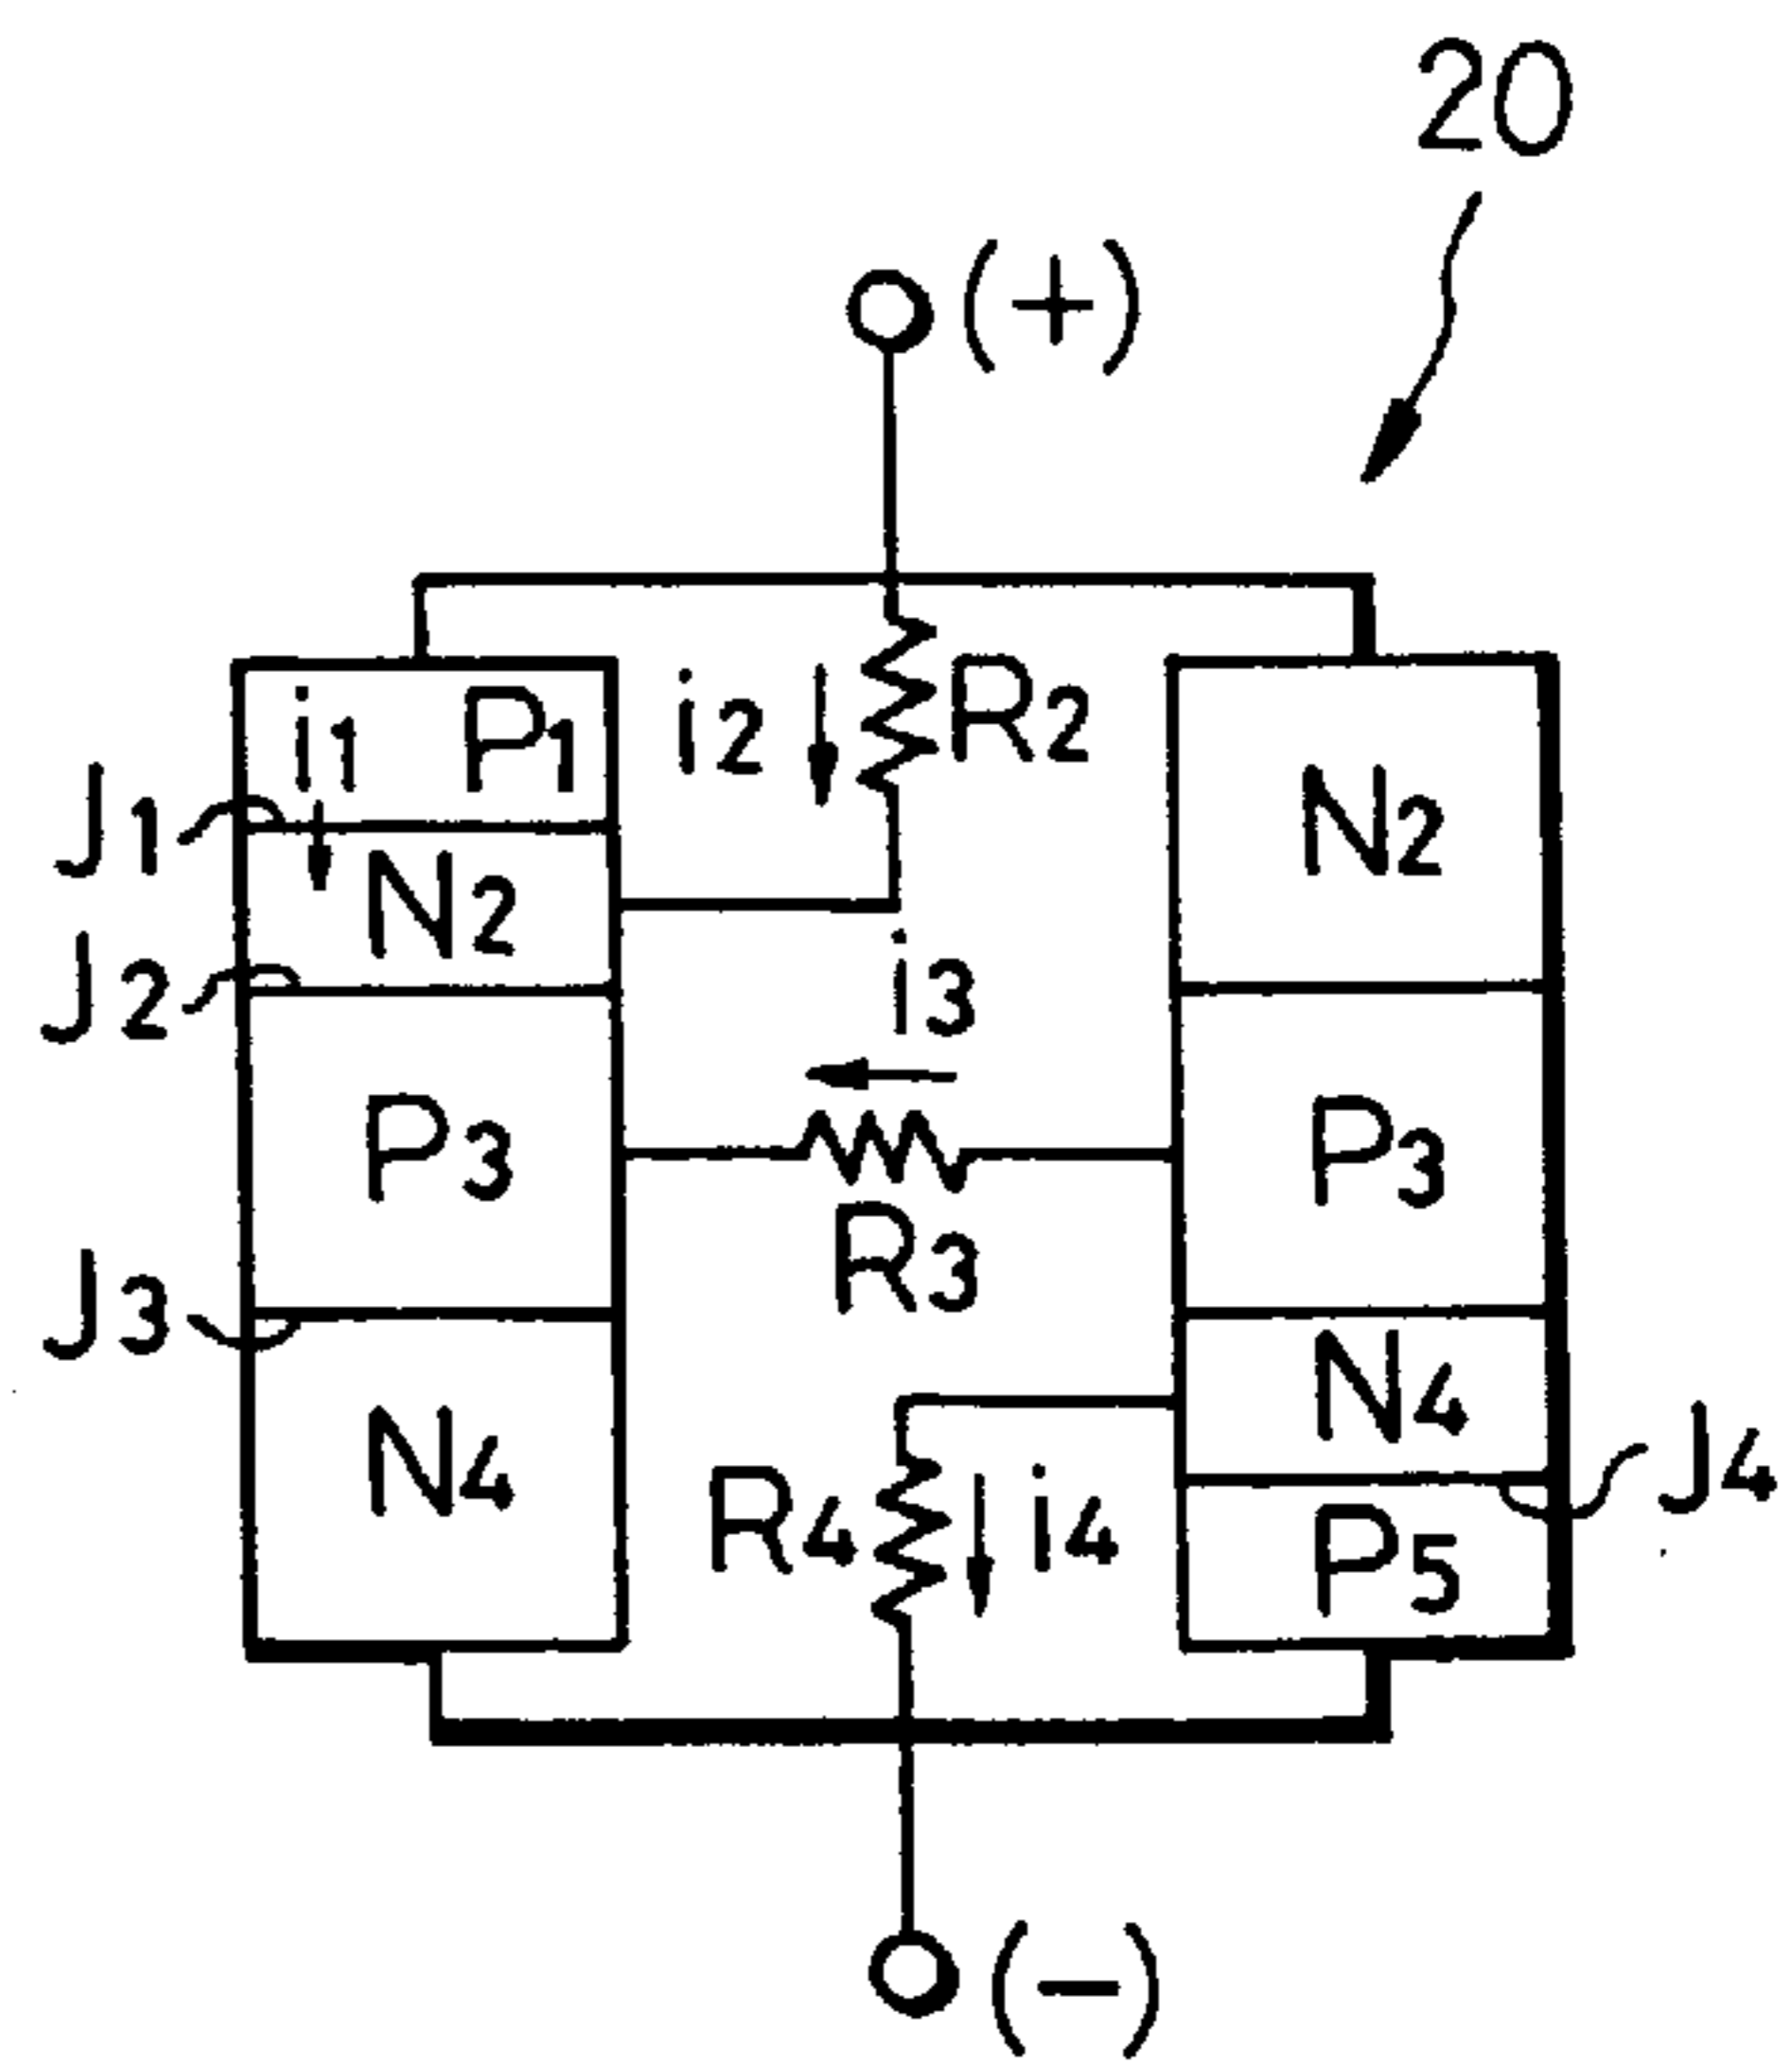 20
(+)
i1 P1 i2 R2
J1 N2 N2
J2 i3
P3 P3
R3
J3
N4 N4
R4 i4 J4
P5
(−)